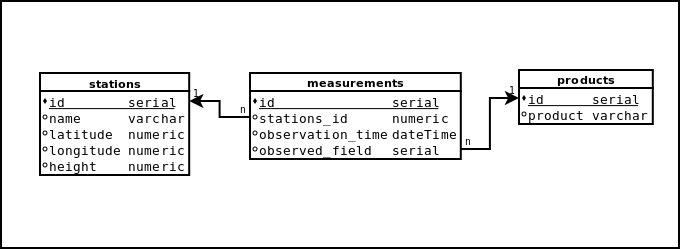 stations
id serial
name varchar
latitude numeric
longitude numeric
height numeric
1
n
measurements
id serial
stations_id numeric
observation_time dateTime
observed_field serial
n
1
products
id serial
product varchar